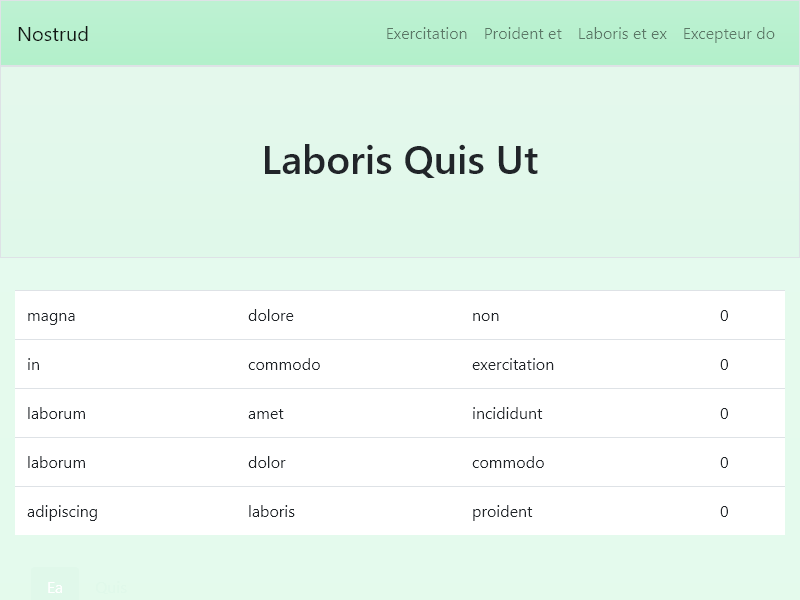 Nostrud Exercitation Proident et Laboris et ex Excepteur do
Laboris Quis Ut
magna dolore non 0
in commodo exercitation 0
laborum amet incididunt 0
laborum dolor commodo 0
adipiscing laboris proident 0
Ea